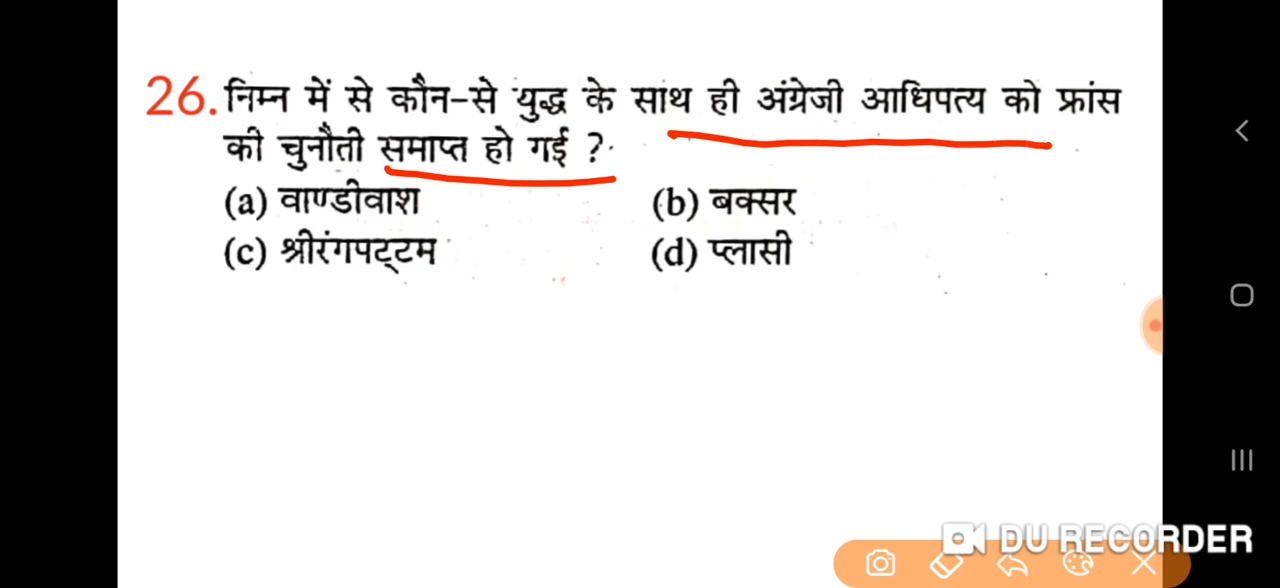 26. निम्न में से कौन-से युद्ध के साथ ही अंग्रेजी आधिपत्य को फ्रांस
की चुनौती समाप्त हो गई ?
(a) वाण्डीवाश (b) बक्सर
(c) श्रीरंगपट्टम (d) प्लासी
DU RECORDER